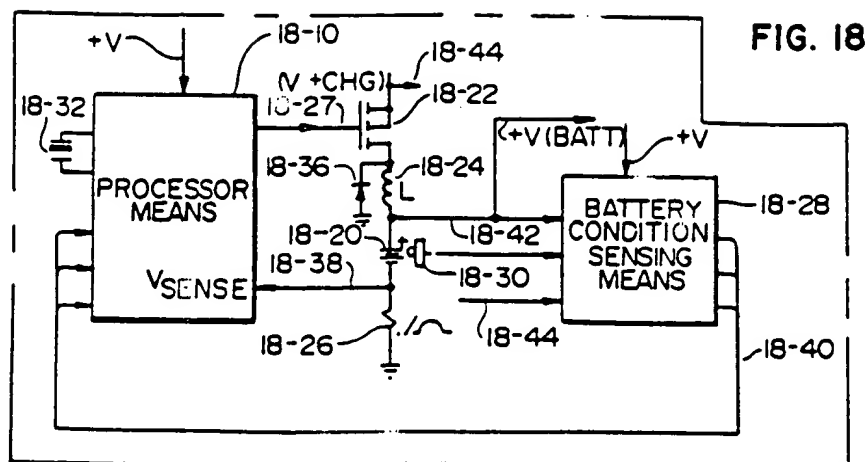 FIG. 18
+V
18-10
(V +CHG)
18-44
18-27
18-22
18-32
+V(BATT)
+V
18-36
18-24
L
PROCESSOR
MEANS
BATTERY
CONDITION
SENSING
MEANS
18-28
18-42
18-20
+
18-38
18-30
VSENSE
18-26
18-44
18-40